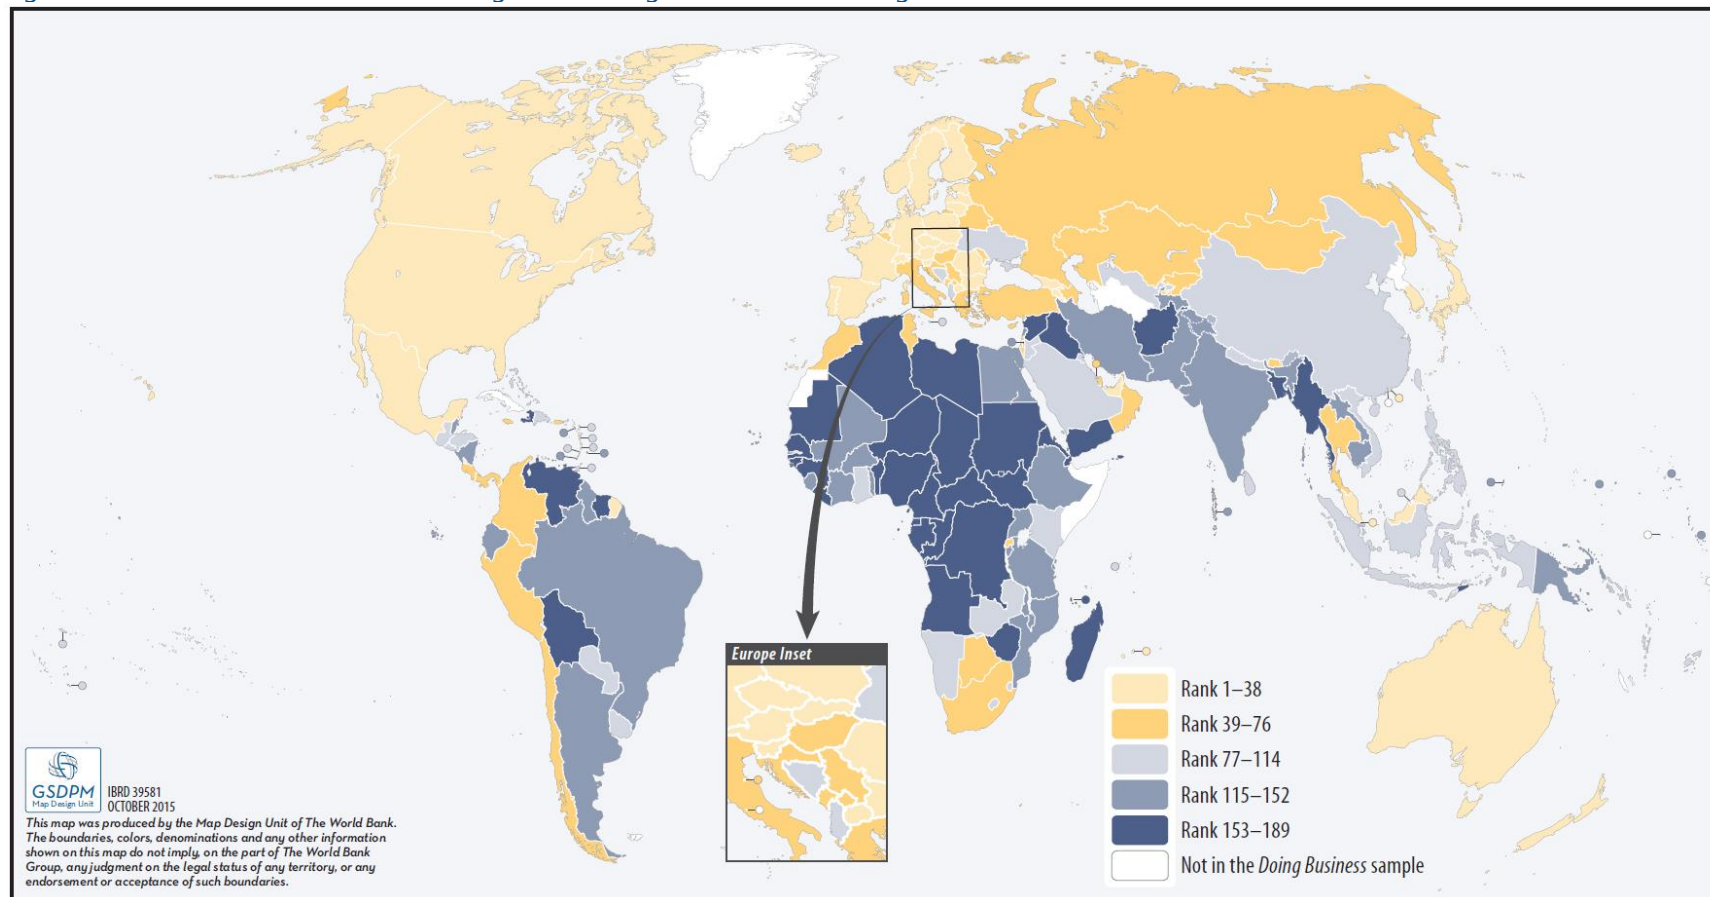 Europe Inset
Rank 1–38
Rank 39–76
Rank 77–114
Rank 115–152
Rank 153–189
Not in the Doing Business sample
GSDPM
Map Design Unit
IBRD 39581
OCTOBER 2015
This map was produced by the Map Design Unit of The World Bank.
The boundaries, colors, denominations and any other information
shown on this map do not imply, on the part of The World Bank
Group, any judgment on the legal status of any territory, or any
endorsement or acceptance of such boundaries.